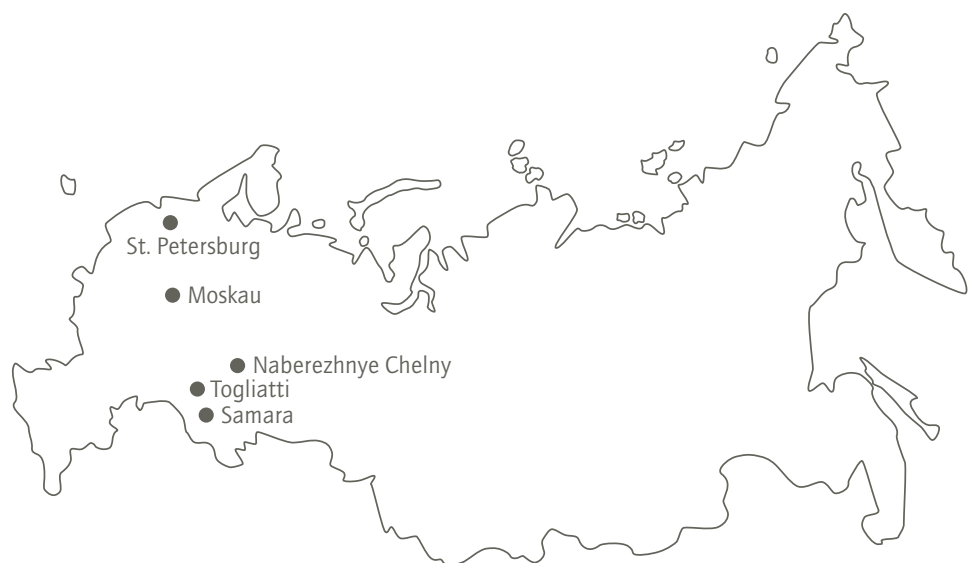 St. Petersburg
Moskau
Naberezhnye Chelny
Togliatti
Samara